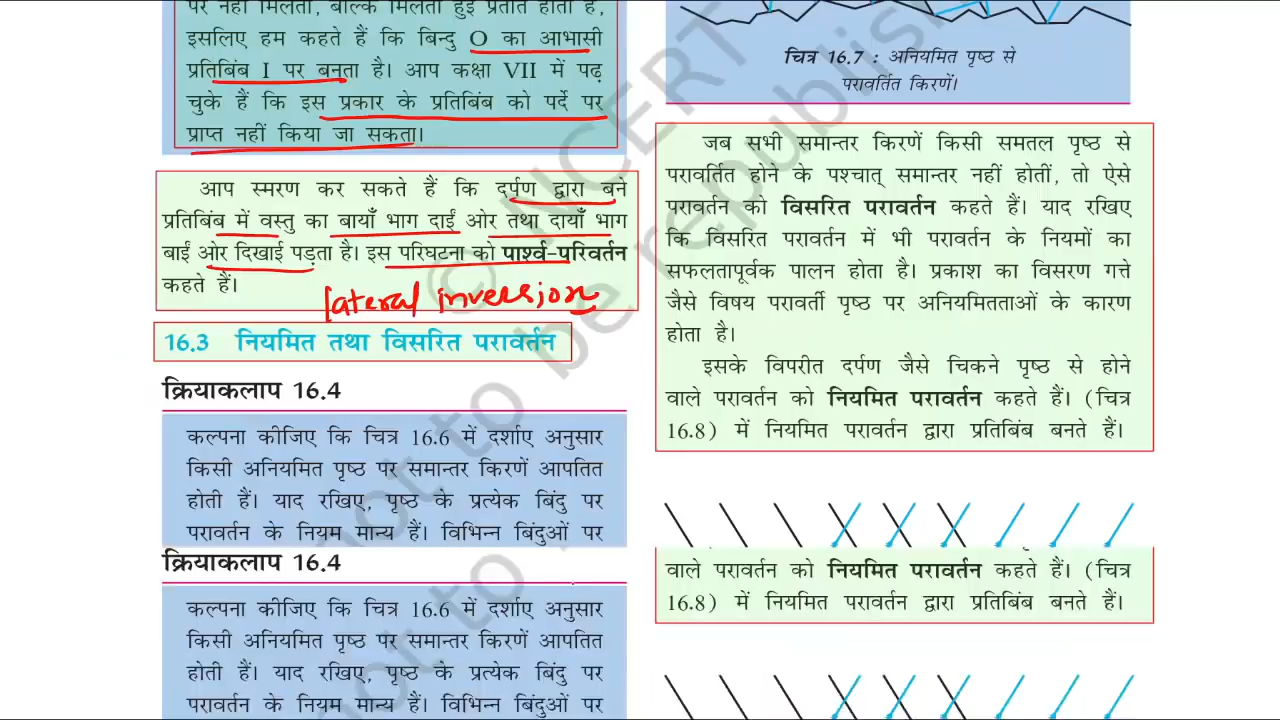 पर नहीं मिलतीं, बल्कि मिलती हुई प्रतीत होती हैं,
इसलिए हम कहते हैं कि बिन्दु O का आभासी
प्रतिबिंब I पर बनता है। आप कक्षा VII में पढ़
चुके हैं कि इस प्रकार के प्रतिबिंब को पर्दे पर
प्राप्त नहीं किया जा सकता।
आप स्मरण कर सकते हैं कि दर्पण द्वारा बने
प्रतिबिंब में वस्तु का बायाँ भाग दाईं ओर तथा दायाँ भाग
बाईं ओर दिखाई पड़ता है। इस परिघटना को पार्श्व-परिवर्तन
कहते हैं।
lateral inversion
16.3 नियमित तथा विसरित परावर्तन
क्रियाकलाप 16.4
कल्पना कीजिए कि चित्र 16.6 में दर्शाए अनुसार
किसी अनियमित पृष्ठ पर समान्तर किरणें आपतित
होती हैं। याद रखिए, पृष्ठ के प्रत्येक बिंदु पर
परावर्तन के नियम मान्य हैं। विभिन्न बिंदुओं पर
क्रियाकलाप 16.4
कल्पना कीजिए कि चित्र 16.6 में दर्शाए अनुसार
किसी अनियमित पृष्ठ पर समान्तर किरणें आपतित
होती हैं। याद रखिए, पृष्ठ के प्रत्येक बिंदु पर
परावर्तन के नियम मान्य हैं। विभिन्न बिंदुओं पर
चित्र 16.7 : अनियमित पृष्ठ से
परावर्तित किरणें।
जब सभी समान्तर किरणें किसी समतल पृष्ठ से
परावर्तित होने के पश्चात् समान्तर नहीं होतीं, तो ऐसे
परावर्तन को विसरित परावर्तन कहते हैं। याद रखिए
कि विसरित परावर्तन में भी परावर्तन के नियमों का
सफलतापूर्वक पालन होता है। प्रकाश का विसरण गत्ते
जैसे विषय परावर्ती पृष्ठ पर अनियमितताओं के कारण
होता है।
इसके विपरीत दर्पण जैसे चिकने पृष्ठ से होने
वाले परावर्तन को नियमित परावर्तन कहते हैं। (चित्र
16.8) में नियमित परावर्तन द्वारा प्रतिबिंब बनते हैं।
वाले परावर्तन को नियमित परावर्तन कहते हैं। (चित्र
16.8) में नियमित परावर्तन द्वारा प्रतिबिंब बनते हैं।
© NCERT
not to be republish
not to